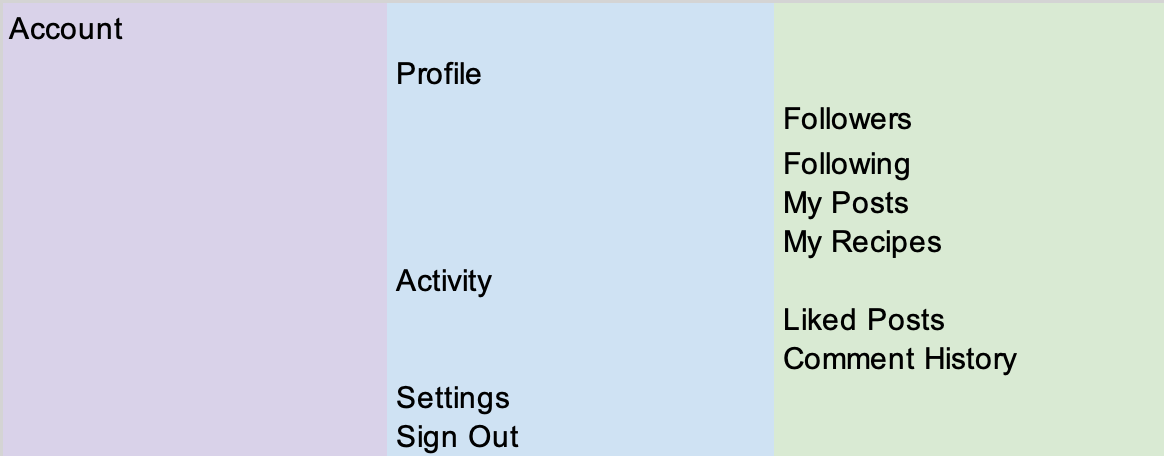 Account
Profile
Followers
Following
My Posts
My Recipes
Activity
Liked Posts
Comment History
Settings
Sign Out